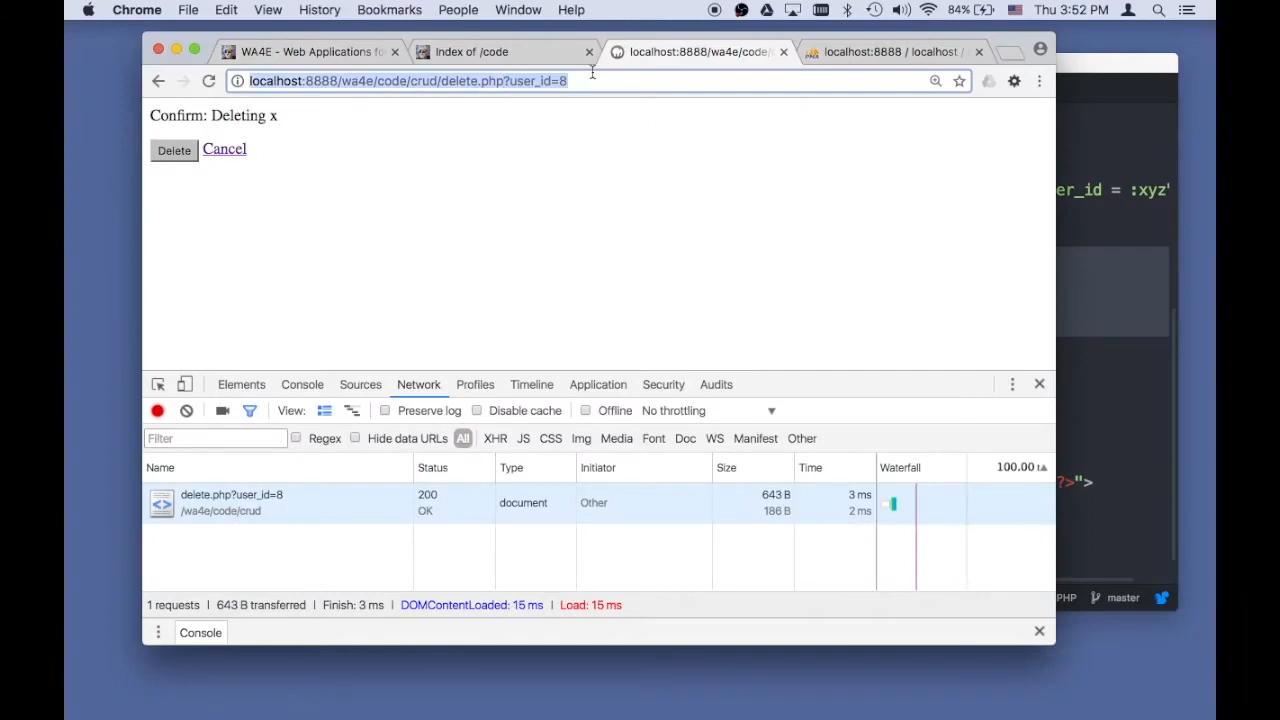 Chrome File Edit View History Bookmarks People Window Help 84% Thu 3:52 PM
WA4E - Web Applications fo
Index of /code
localhost:8888/wa4e/code/
localhost:8888 / localhost /
localhost:8888/wa4e/code/crud/delete.php?user_id=8
Confirm: Deleting x
Delete Cancel
er_id = :xyz"
Elements Console Sources Network Profiles Timeline Application Security Audits
View: Preserve log Disable cache Offline No throttling
Filter Regex Hide data URLs All XHR JS CSS Img Media Font Doc WS Manifest Other
Name Status Type Initiator Size Time Waterfall 100.00
delete.php?user_id=8 200 document Other 643 B 3 ms
/wa4e/code/crud OK 186 B 2 ms
?>">
1 requests | 643 B transferred | Finish: 3 ms | DOMContentLoaded: 15 ms | Load: 15 ms
PHP master
Console